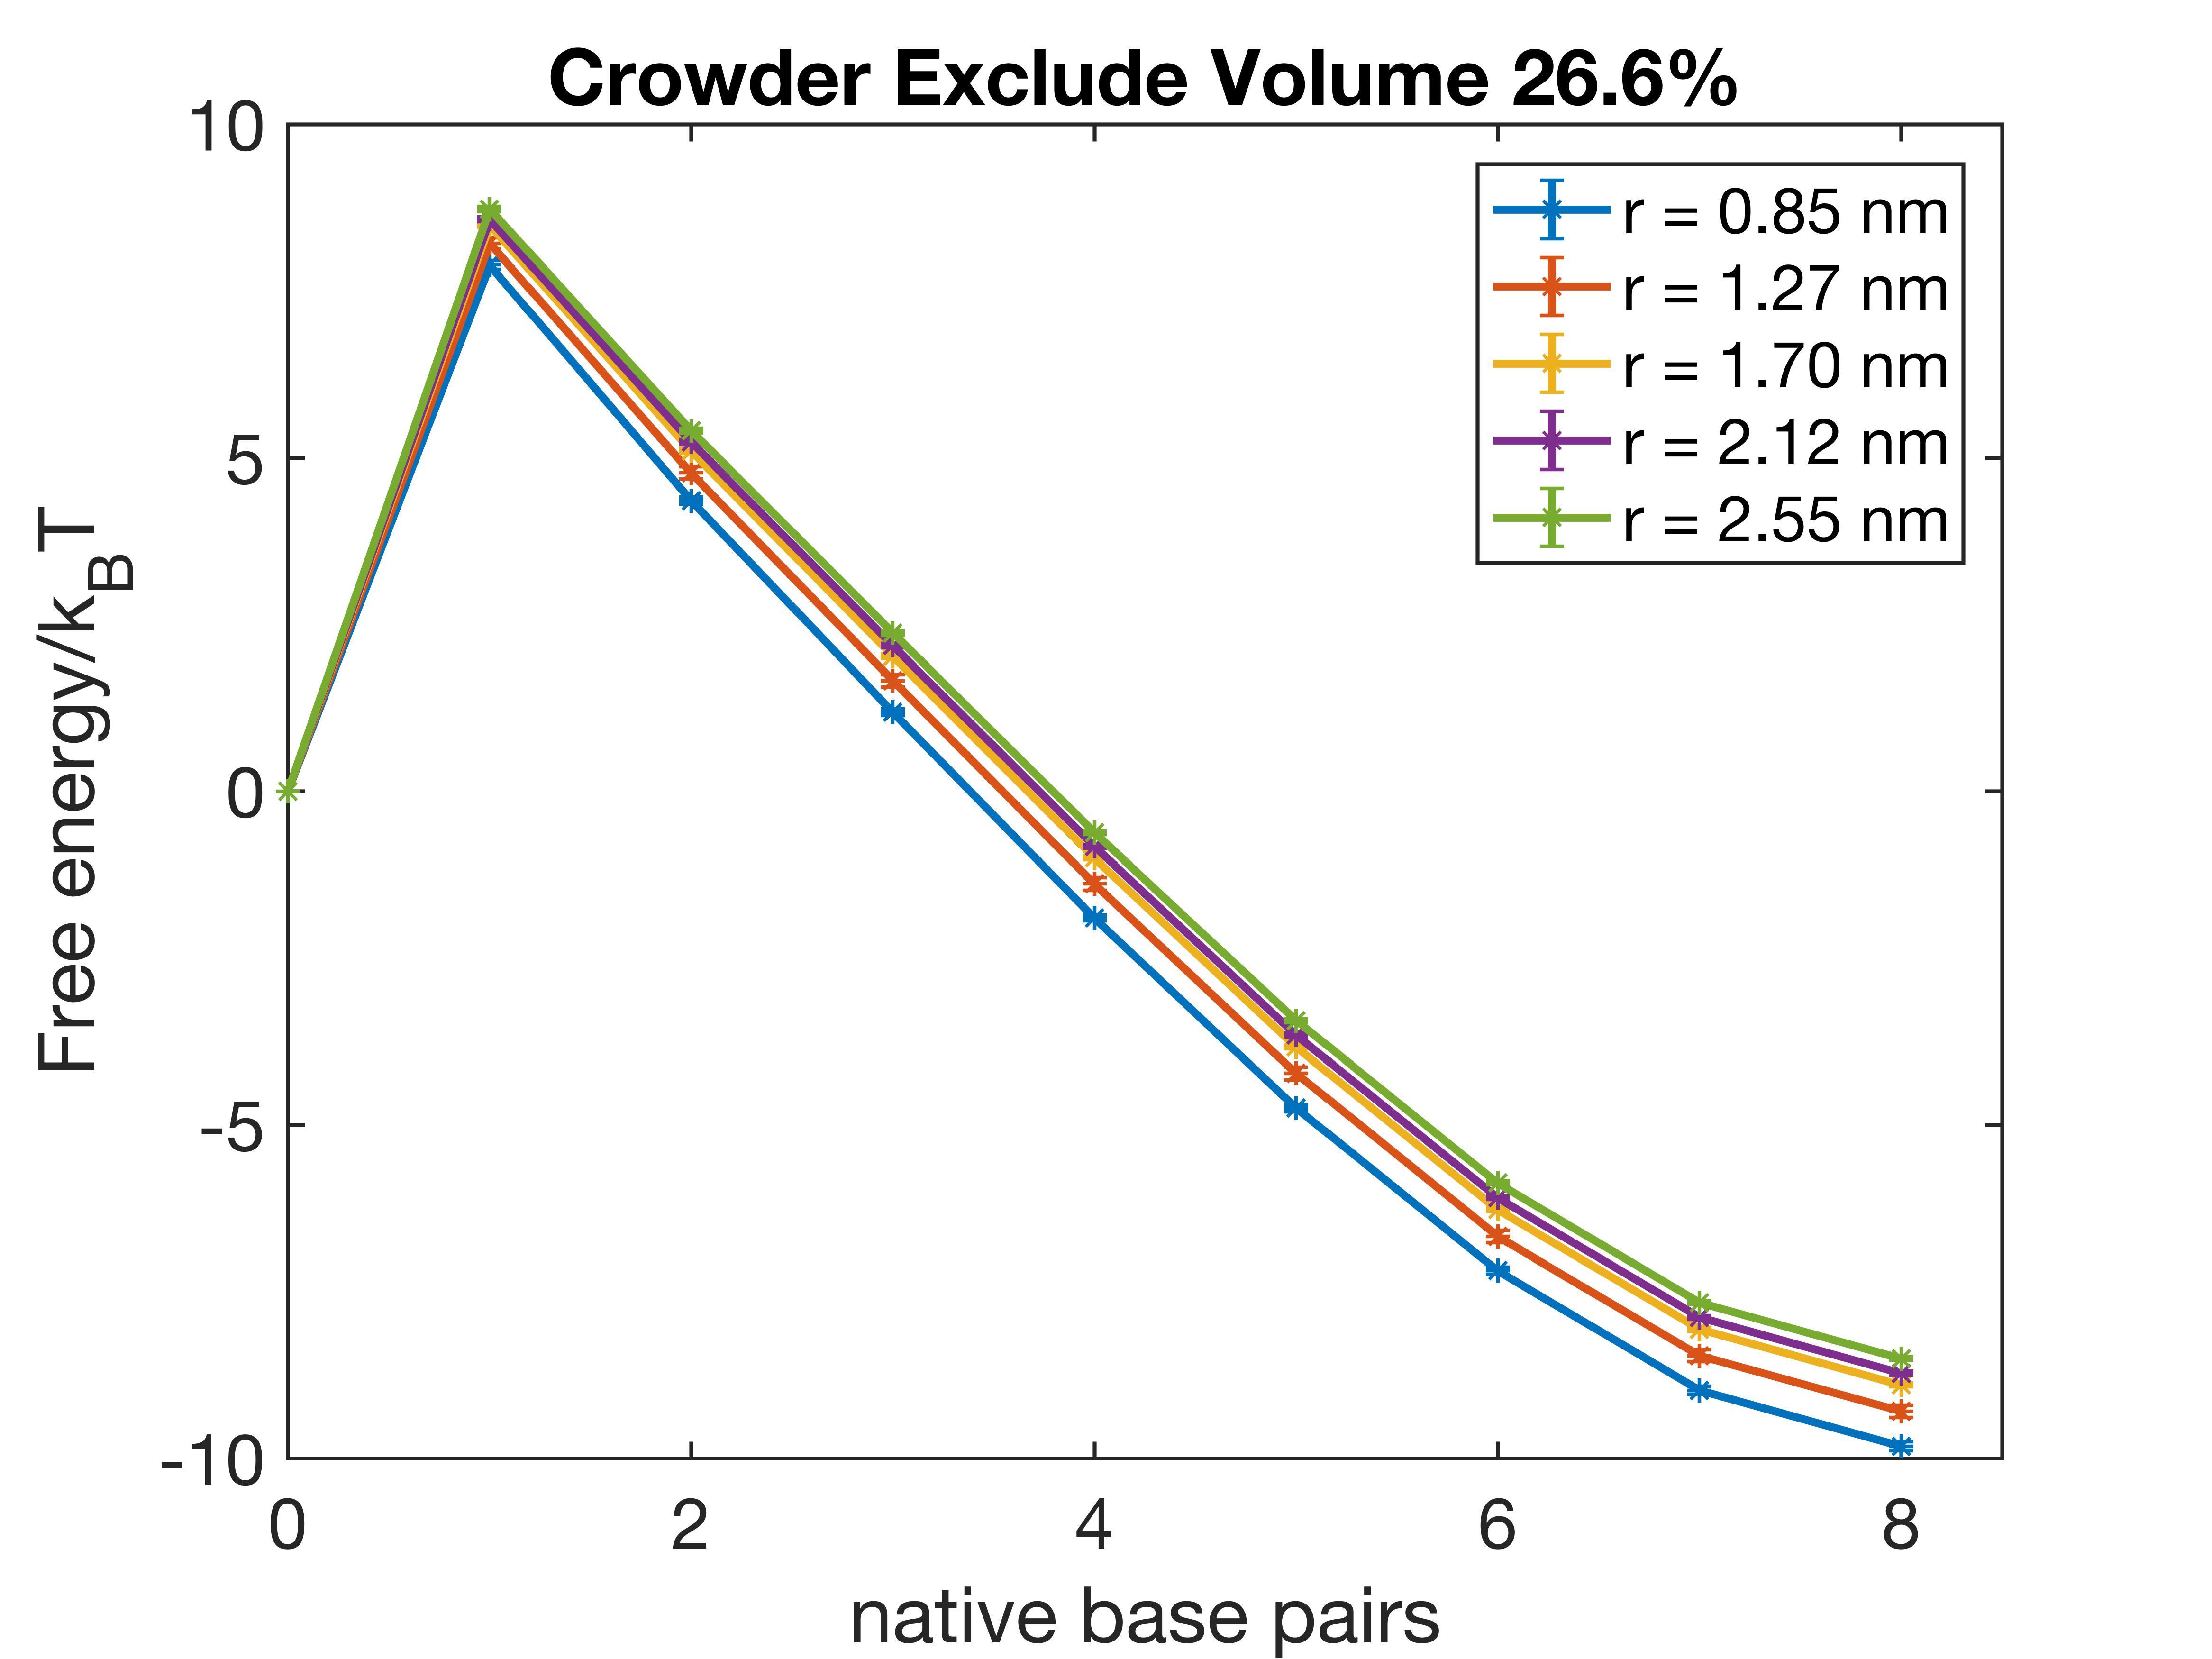 Crowder Exclude Volume 26.6%
10
5
0
-5
-10
Free energy/k_BT
r = 0.85 nm
r = 1.27 nm
r = 1.70 nm
r = 2.12 nm
r = 2.55 nm
0 2 4 6 8
native base pairs